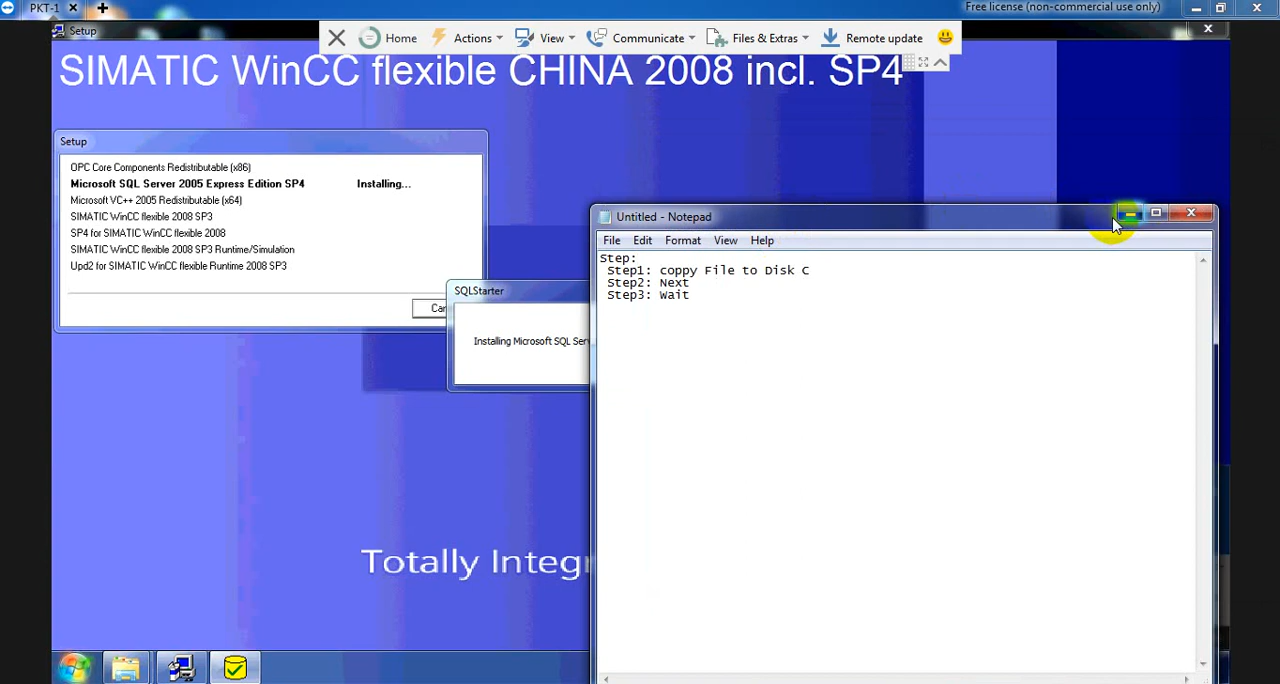 PKT-1
Free license (non-commercial use only)
Setup
Home
Actions
View
Communicate
Files & Extras
Remote update
SIMATIC WinCC flexible CHINA 2008 incl. SP4
Setup
OPC Core Components Redistributable (x86)
Microsoft SQL Server 2005 Express Edition SP4 Installing...
Microsoft VC++ 2005 Redistributable (x64)
SIMATIC WinCC flexible 2008 SP3
SP4 for SIMATIC WinCC flexible 2008
SIMATIC WinCC flexible 2008 SP3 Runtime/Simulation
Upd2 for SIMATIC WinCC flexible Runtime 2008 SP3
Can
SQLStarter
Installing Microsoft SQL Serv
Untitled - Notepad
File Edit Format View Help
Step:
Step1: coppy File to Disk C
Step2: Next
Step3: Wait
Totally Integr